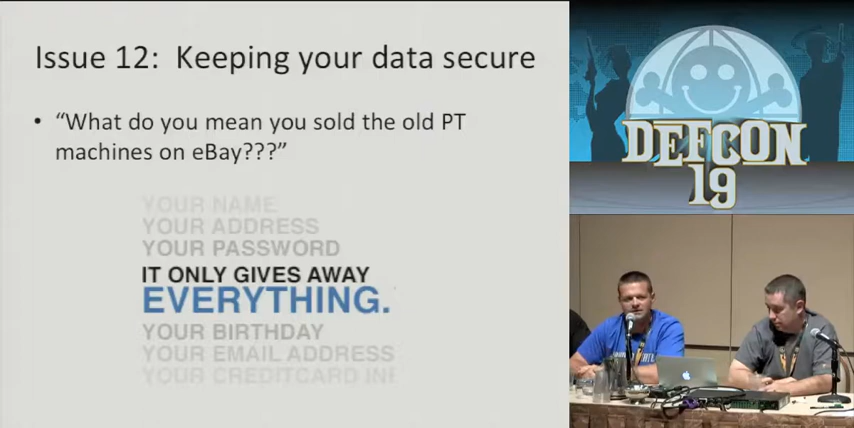 Issue 12: Keeping your data secure
• “What do you mean you sold the old PT
machines on eBay???”
YOUR NAME
YOUR ADDRESS
YOUR PASSWORD
IT ONLY GIVES AWAY
EVERYTHING.
YOUR BIRTHDAY
YOUR EMAIL ADDRESS
YOUR CREDITCARD INF
DEFCON
19